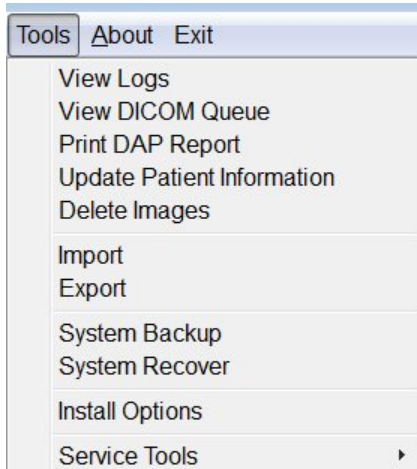 Tools About Exit
View Logs
View DICOM Queue
Print DAP Report
Update Patient Information
Delete Images
Import
Export
System Backup
System Recover
Install Options
Service Tools